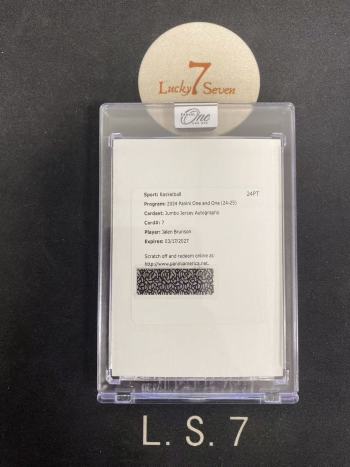 Lucky 7 Seven
One
Sport: Basketball 24PT
Program: 2024 Panini One and One (24-25)
Cardset: Jumbo Jersey Autographs
Card#: 7
Player: Jalen Brunson
Expires: 03/17/2027
Scratch off and redeem online at:
http://www.paniniamerica.net.
L. S. 7